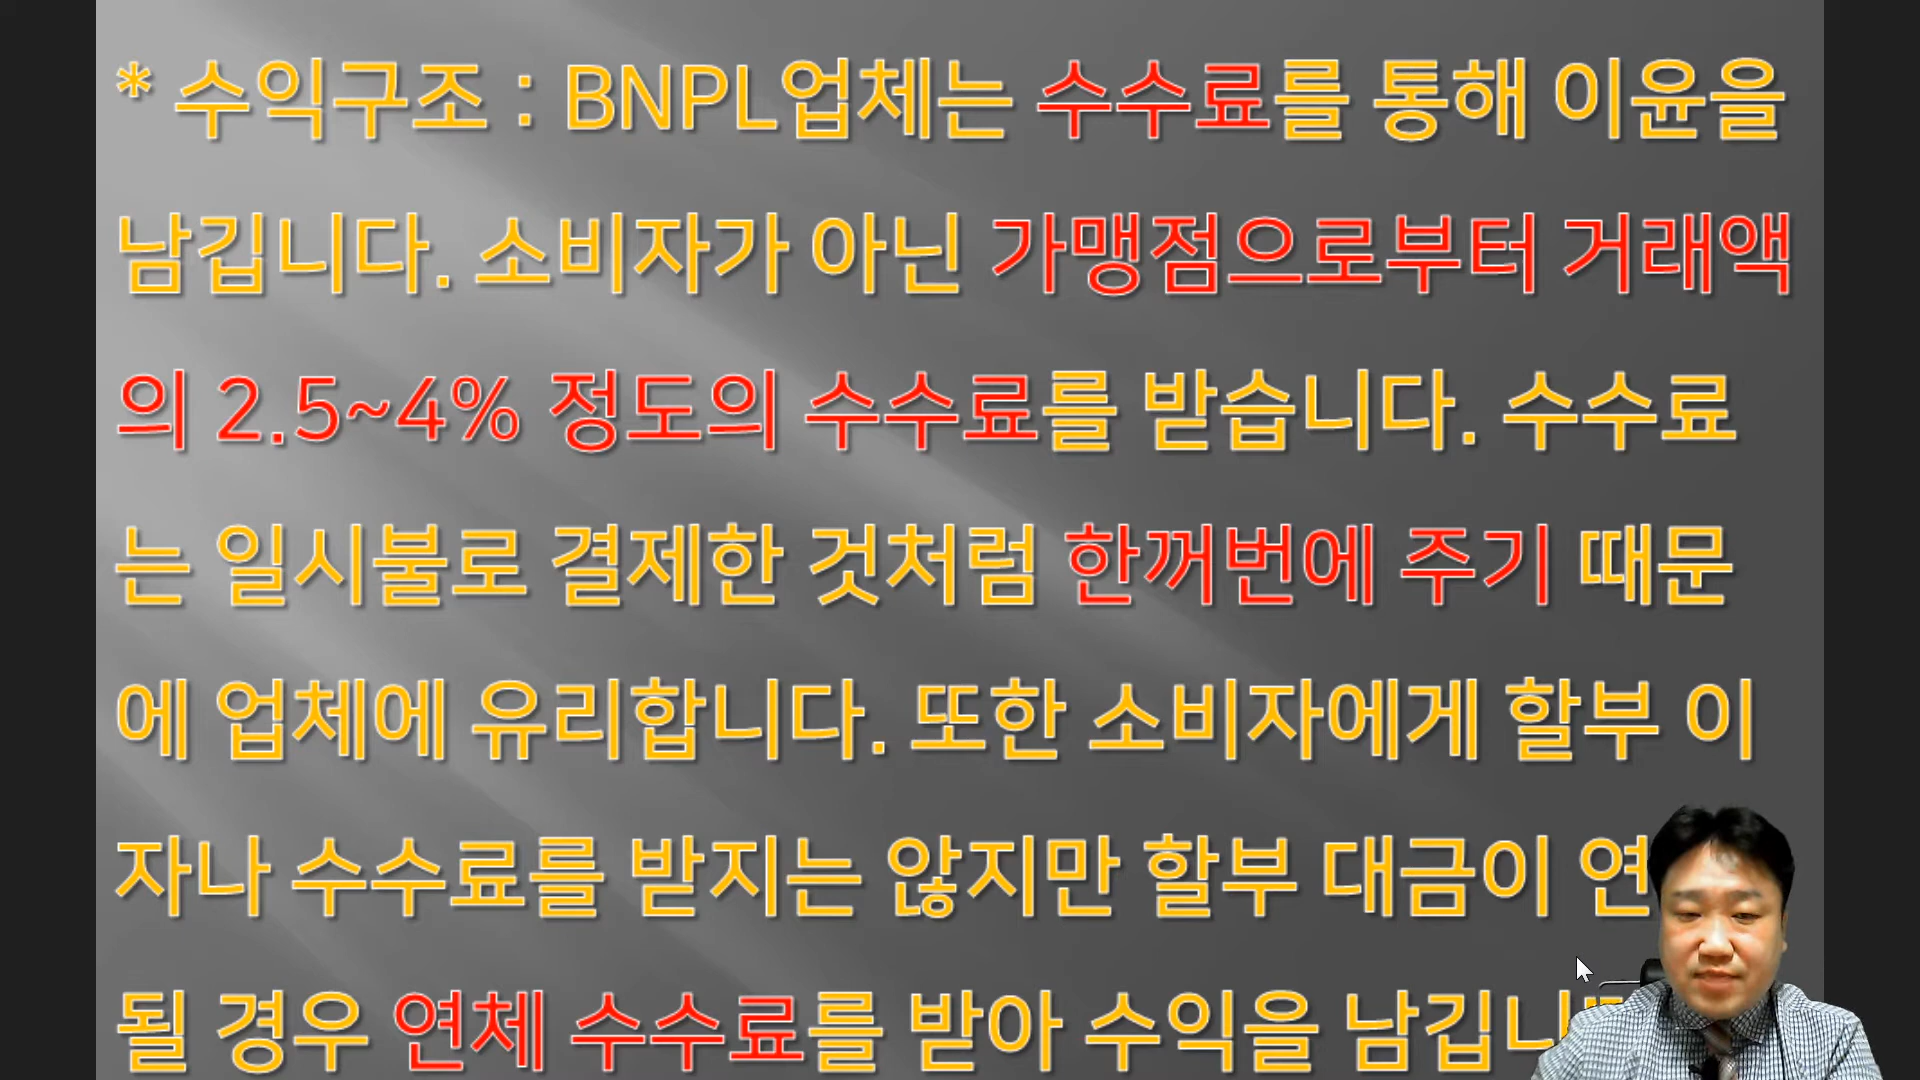 * 수익구조 : BNPL업체는 수수료를 통해 이윤을
남깁니다. 소비자가 아닌 가맹점으로부터 거래액
의 2.5~4% 정도의 수수료를 받습니다. 수수료
는 일시불로 결제한 것처럼 한꺼번에 주기 때문
에 업체에 유리합니다. 또한 소비자에게 할부 이
자나 수수료를 받지는 않지만 할부 대금이 연
될 경우 연체 수수료를 받아 수익을 남깁니